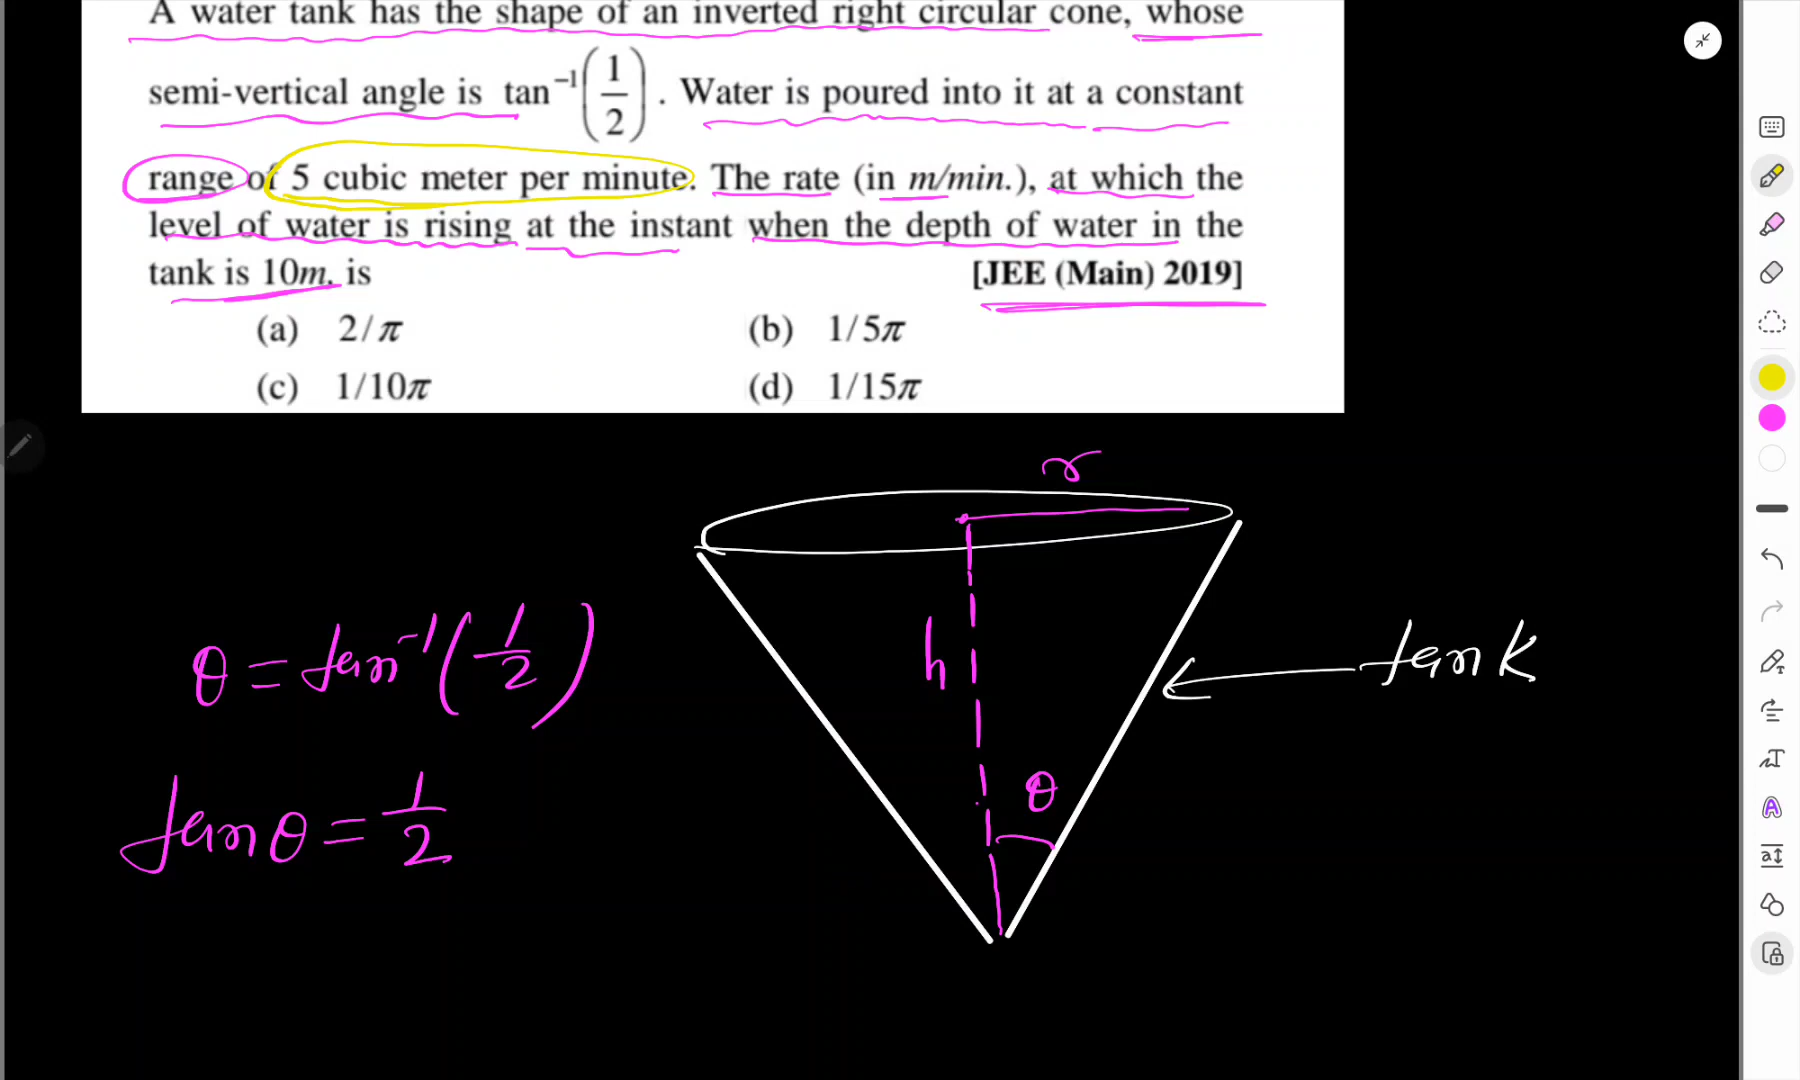 A water tank has the shape of an inverted right circular cone, whose
semi-vertical angle is tan⁻¹(1/2). Water is poured into it at a constant
range of 5 cubic meter per minute. The rate (in m/min.), at which the
level of water is rising at the instant when the depth of water in the
tank is 10m, is [JEE (Main) 2019]
(a) 2/π (b) 1/5π
(c) 1/10π (d) 1/15π
r
h
θ
tank
θ = tan⁻¹(1/2)
tanθ = 1/2